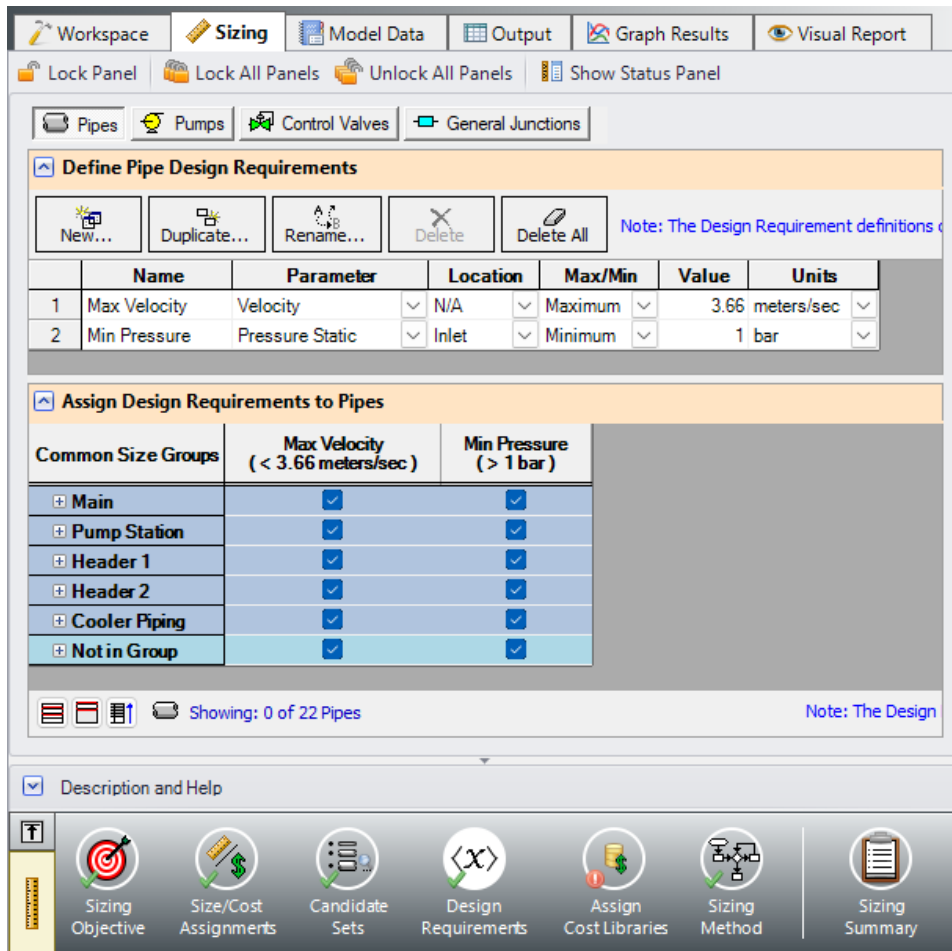 Workspace Sizing Model Data Output Graph Results Visual Report
Lock Panel Lock All Panels Unlock All Panels Show Status Panel
Pipes Pumps Control Valves General Junctions
Define Pipe Design Requirements
New... Duplicate... Rename... Delete Delete All Note: The Design Requirement definitions
Name Parameter Location Max/Min Value Units
1 Max Velocity Velocity N/A Maximum 3.66 meters/sec
2 Min Pressure Pressure Static Inlet Minimum 1 bar
Assign Design Requirements to Pipes
Common Size Groups Max Velocity Min Pressure
( < 3.66 meters/sec ) ( > 1 bar )
Main
Pump Station
Header 1
Header 2
Cooler Piping
Not in Group
Showing: 0 of 22 Pipes Note: The Design
Description and Help
Sizing Size/Cost Candidate Design Assign Sizing Sizing
Objective Assignments Sets Requirements Cost Libraries Method Summary